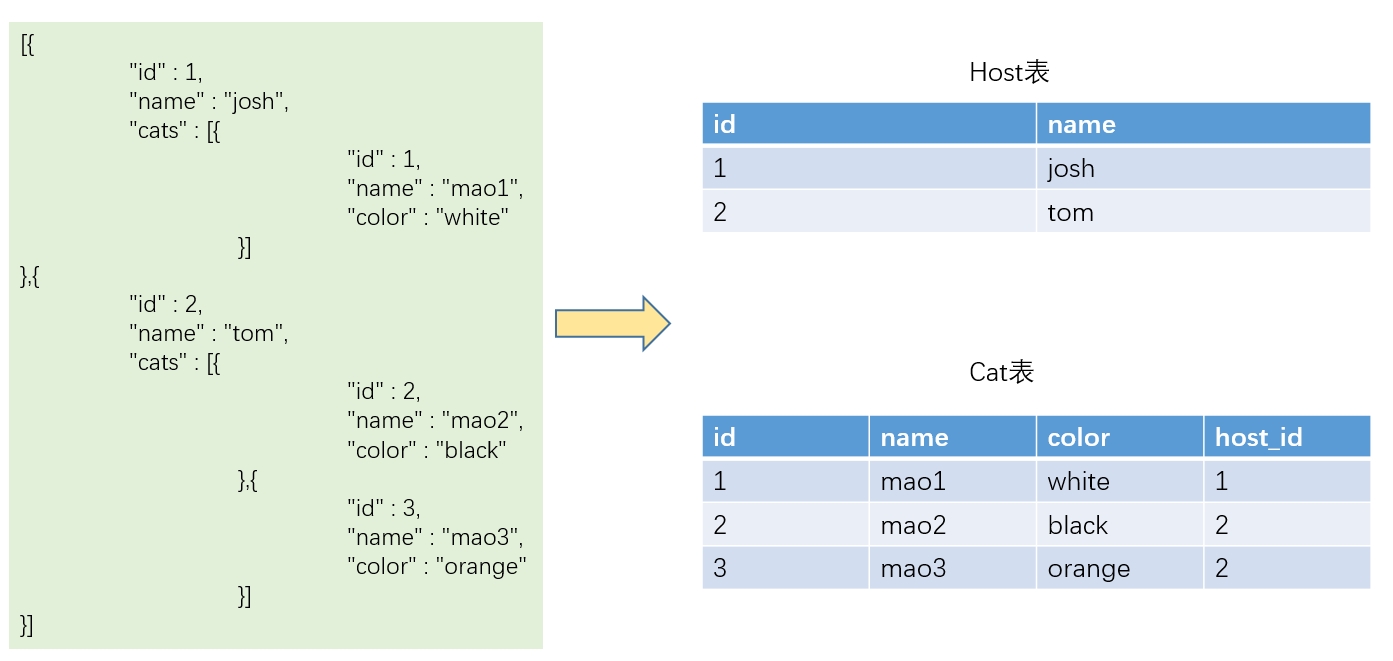 [{
"id" : 1,
"name" : "josh",
"cats" : [{
"id" : 1,
"name" : "mao1",
"color" : "white"
}]
},{
"id" : 2,
"name" : "tom",
"cats" : [{
"id" : 2,
"name" : "mao2",
"color" : "black"
},{
"id" : 3,
"name" : "mao3",
"color" : "orange"
}]
}]
Host表
id name
1 josh
2 tom
Cat表
id name color host_id
1 mao1 white 1
2 mao2 black 2
3 mao3 orange 2